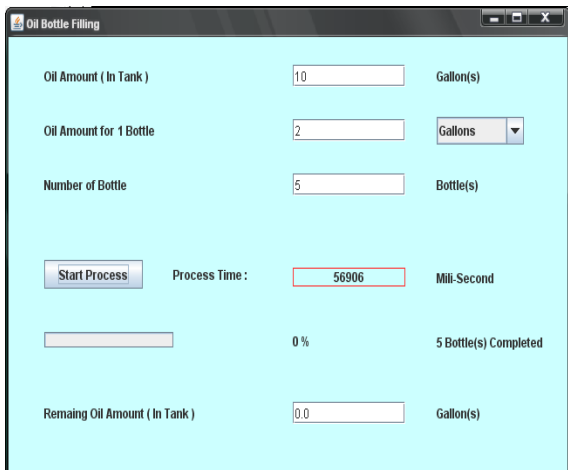 Oil Bottle Filling
Oil Amount ( In Tank ) 10 Gallon(s)
Oil Amount for 1 Bottle 2 Gallons
Number of Bottle 5 Bottle(s)
Start Process Process Time : 56906 Mili-Second
0 % 5 Bottle(s) Completed
Remaing Oil Amount ( In Tank ) 0.0 Gallon(s)